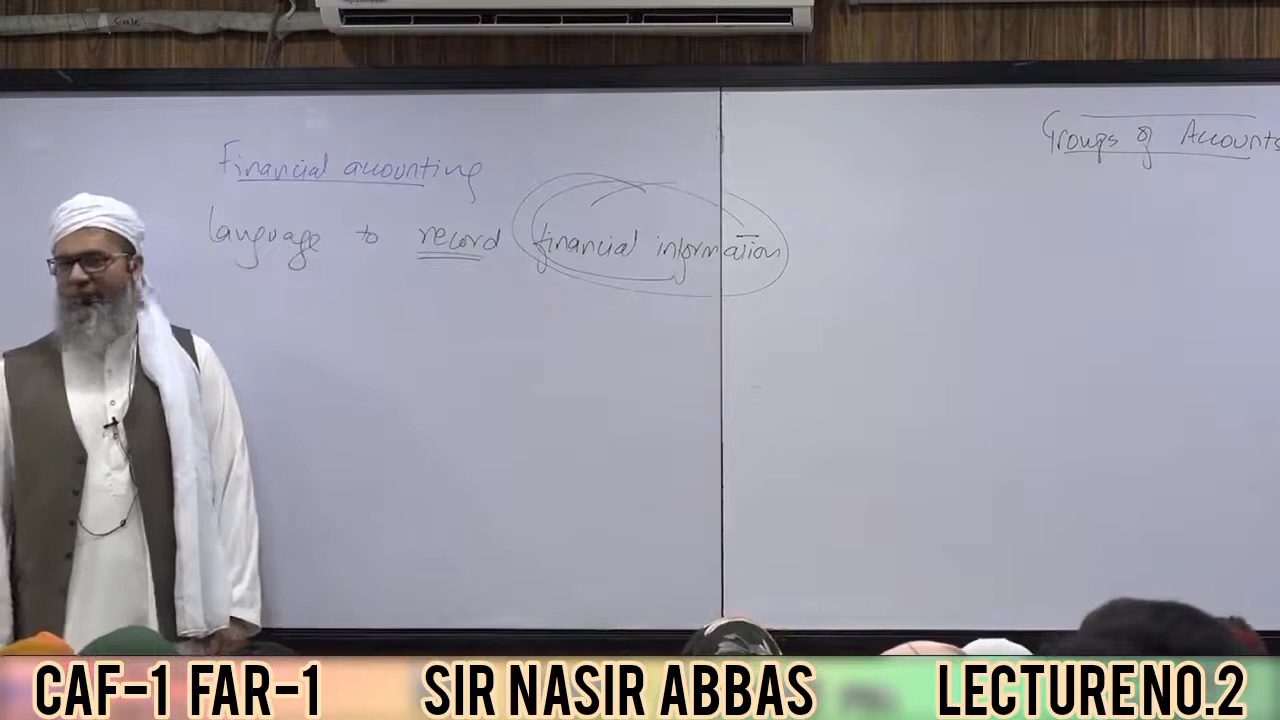 Financial accounting
language to record financial information
Groups of Accounts
CAF-1 FAR-1 SIR NASIR ABBAS LECTURE NO.2